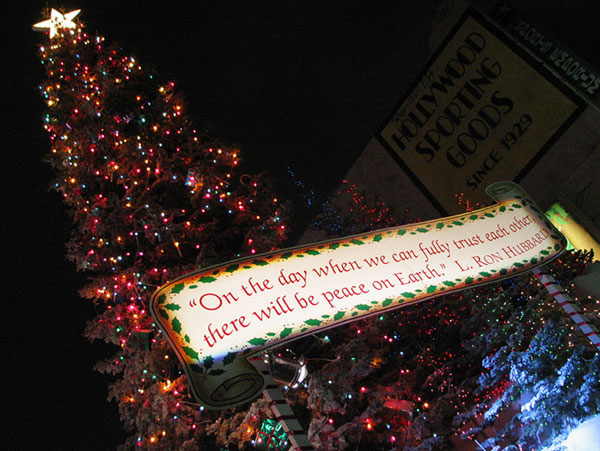 HOLLYWOOD
SPORTING
GOODS
SINCE 1929
"On the day when we can fully trust each other,
there will be peace on Earth." L. RON HUBBARD